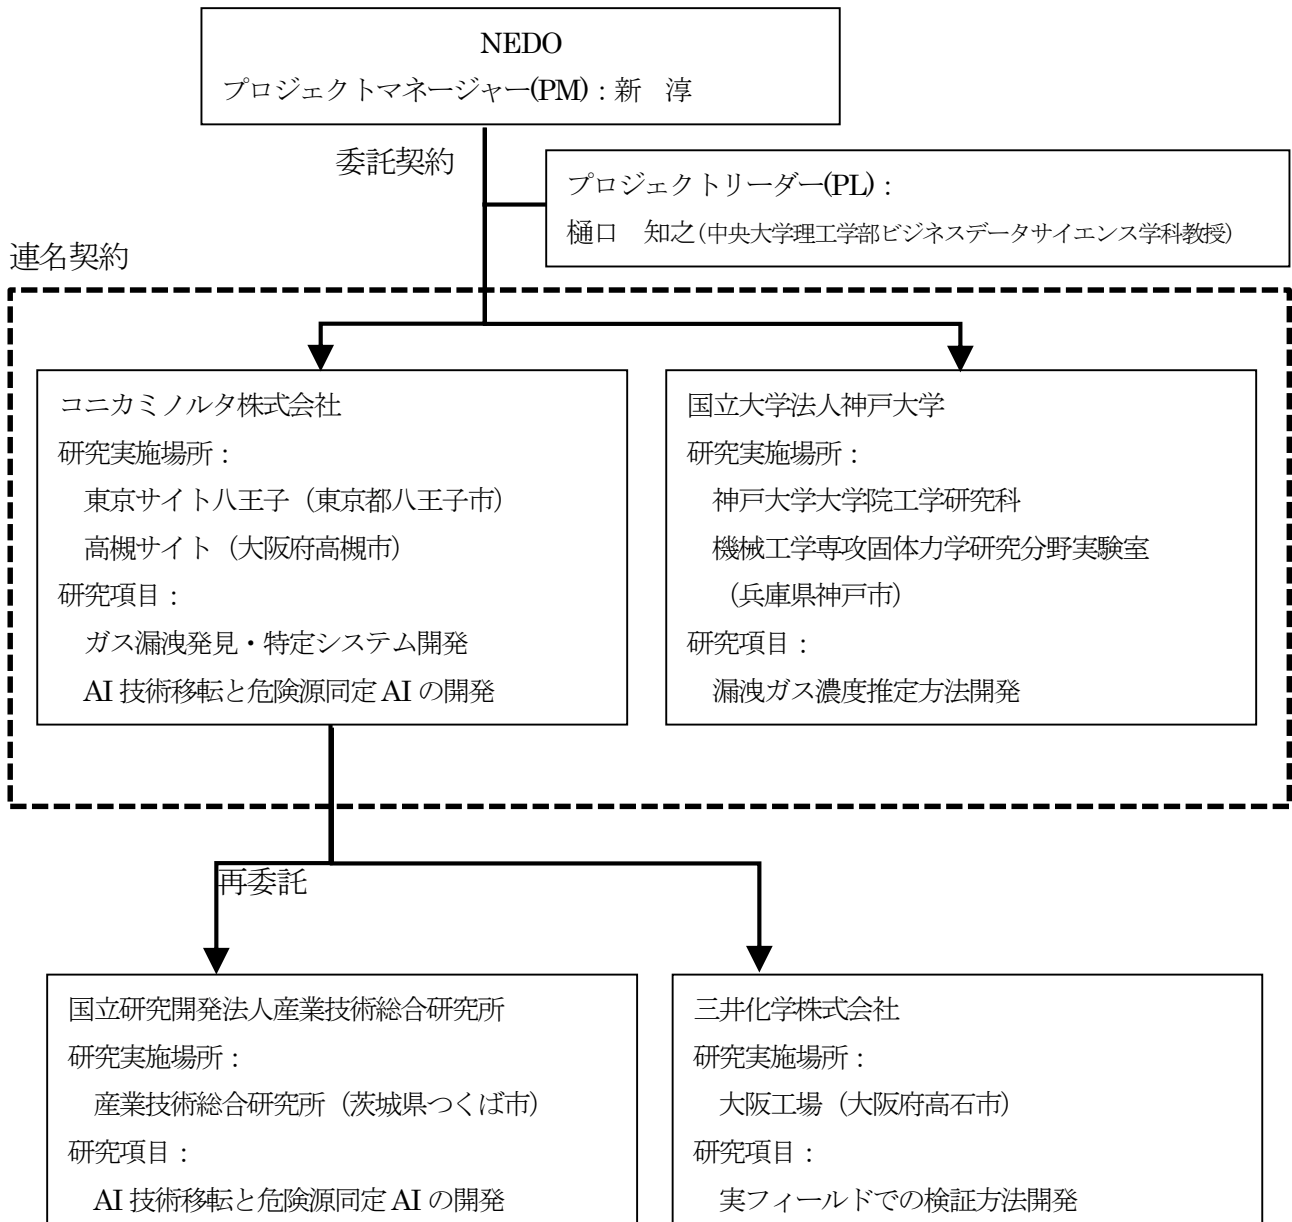 NEDO
プロジェクトマネージャー(PM)：新　淳
委託契約
プロジェクトリーダー(PL)：
樋口　知之(中央大学理工学部ビジネスデータサイエンス学科教授)
連名契約
コニカミノルタ株式会社
研究実施場所：
東京サイト八王子（東京都八王子市）
高槻サイト（大阪府高槻市）
研究項目：
ガス漏洩発見・特定システム開発
AI 技術移転と危険源同定 AI の開発
国立大学法人神戸大学
研究実施場所：
神戸大学大学院工学研究科
機械工学専攻固体力学研究分野実験室
（兵庫県神戸市）
研究項目：
漏洩ガス濃度推定方法開発
再委託
国立研究開発法人産業技術総合研究所
研究実施場所：
産業技術総合研究所（茨城県つくば市）
研究項目：
AI 技術移転と危険源同定 AI の開発
三井化学株式会社
研究実施場所：
大阪工場（大阪府高石市）
研究項目：
実フィールドでの検証方法開発